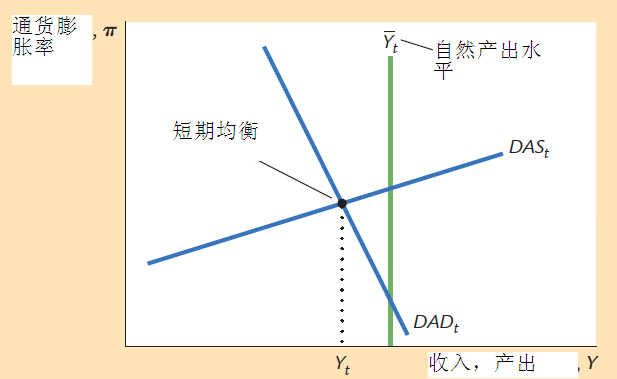 通货膨
胀率, π
Ȳt
自然产出水
平
短期均衡
DASt
DADt
Yt
收入，产出, Y